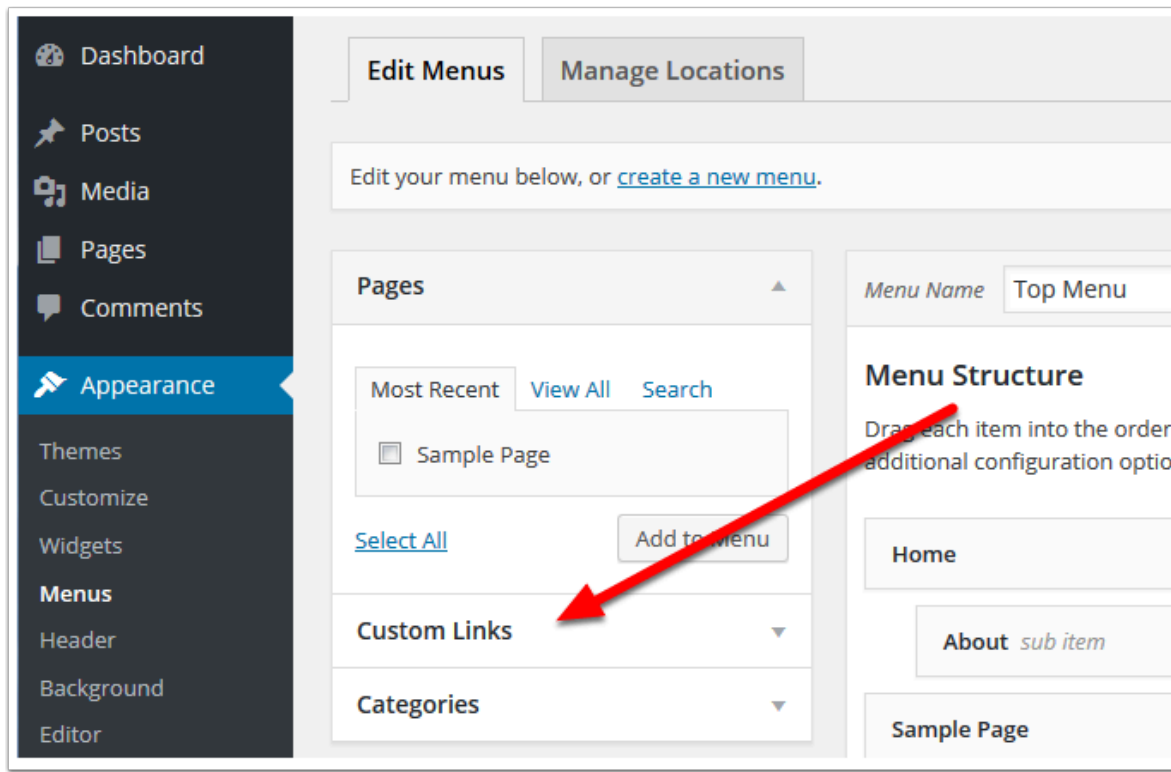 Dashboard
Posts
Media
Pages
Comments
Appearance
Themes
Customize
Widgets
Menus
Header
Background
Editor
Edit Menus
Manage Locations
Edit your menu below, or create a new menu.
Pages
Most Recent
View All
Search
Sample Page
Select All
Add to Menu
Custom Links
Categories
Menu Name
Top Menu
Menu Structure
Drag each item into the order
additional configuration optio
Home
About sub item
Sample Page